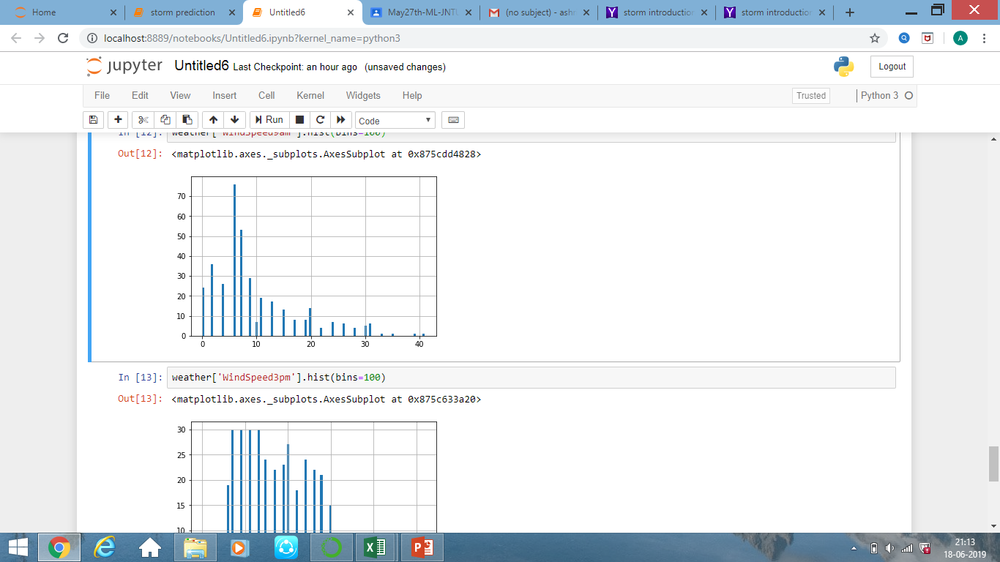 Home
storm prediction
Untitled6
May27th-ML-JNTU
(no subject) - ashr
storm introduction
storm introduction
localhost:8889/notebooks/Untitled6.ipynb?kernel_name=python3
A
jupyter Untitled6 Last Checkpoint: an hour ago (unsaved changes)
Logout
File Edit View Insert Cell Kernel Widgets Help
Trusted
Python 3
Run
Code
In [12]: weather['WindSpeed9am'].hist(bins=100)
Out[12]: <matplotlib.axes._subplots.AxesSubplot at 0x875cdd4828>
70
60
50
40
30
20
10
0
0 10 20 30 40
In [13]: weather['WindSpeed3pm'].hist(bins=100)
Out[13]: <matplotlib.axes._subplots.AxesSubplot at 0x875c633a20>
30
25
20
15
10
21:13
18-06-2019